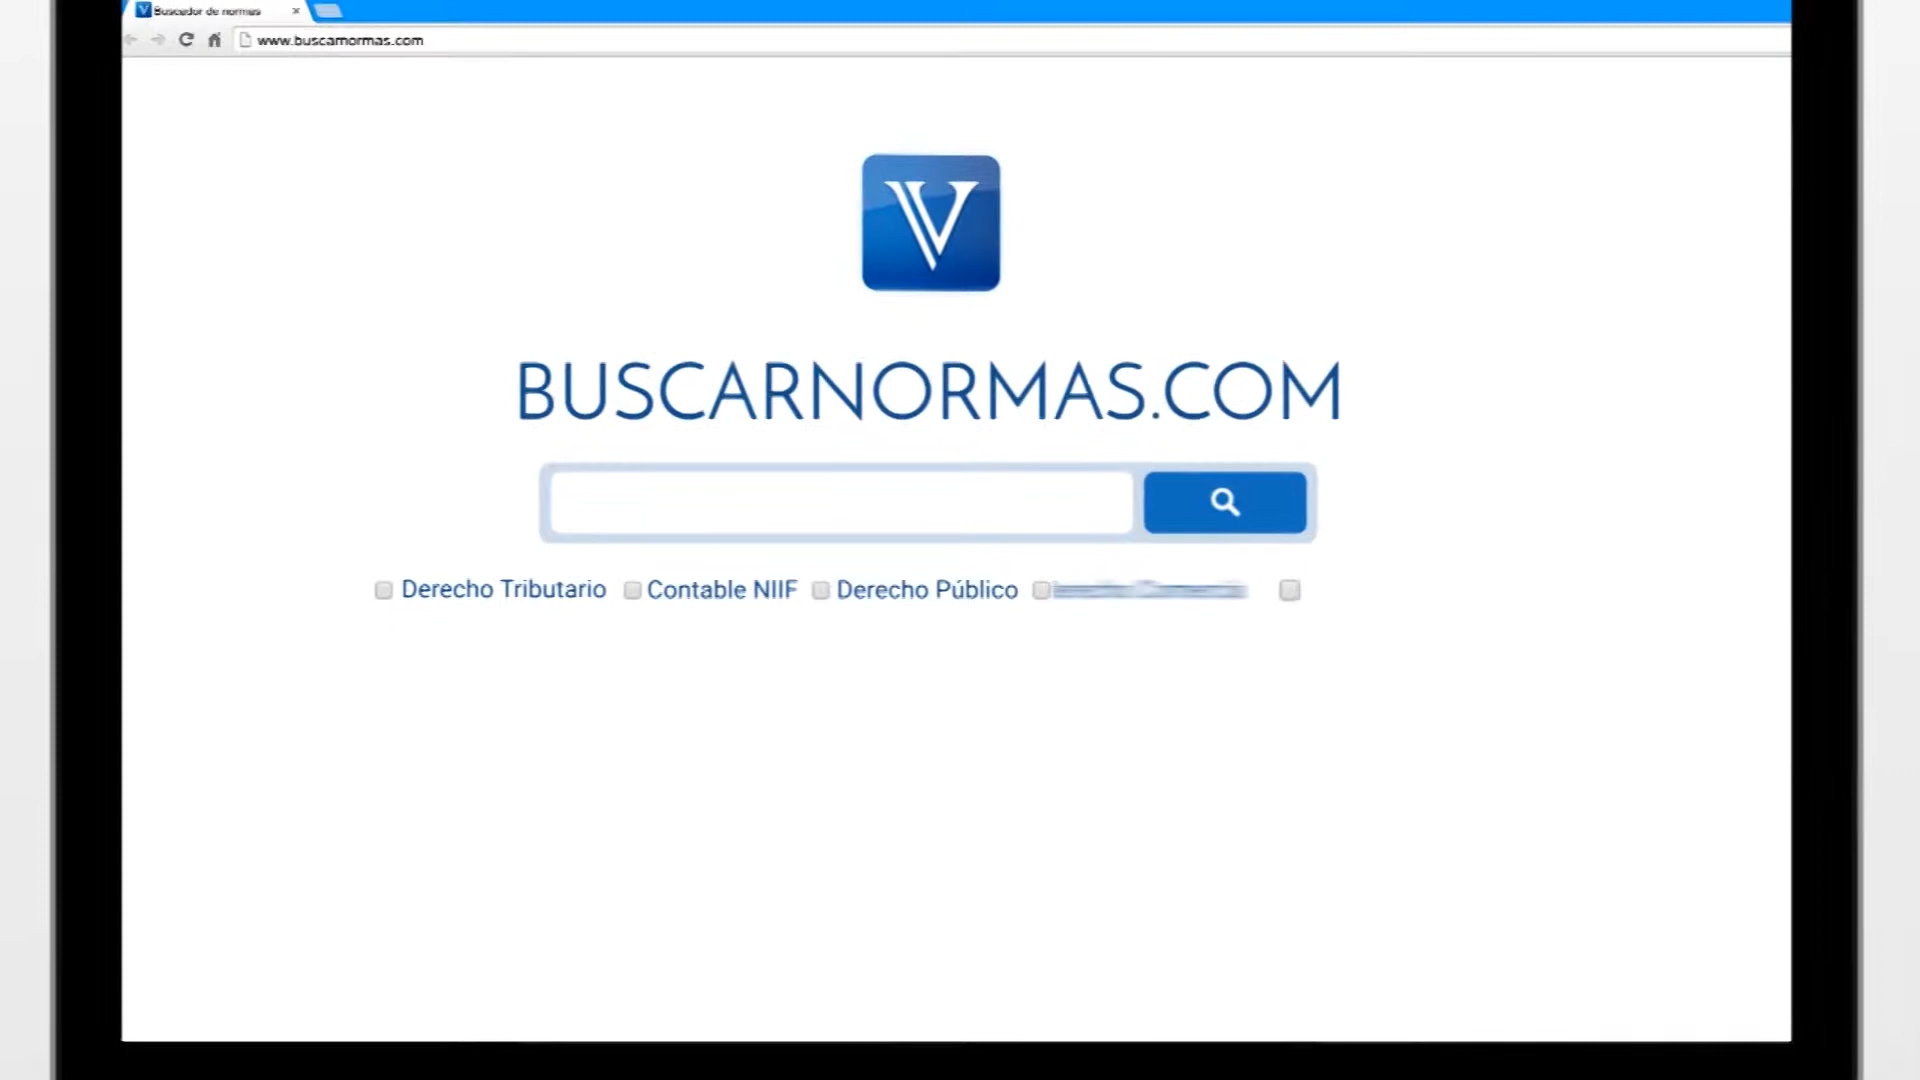 V Buscador de normas
www.buscarnormas.com
V
BUSCARNORMAS.COM
Derecho Tributario Contable NIIF Derecho Público